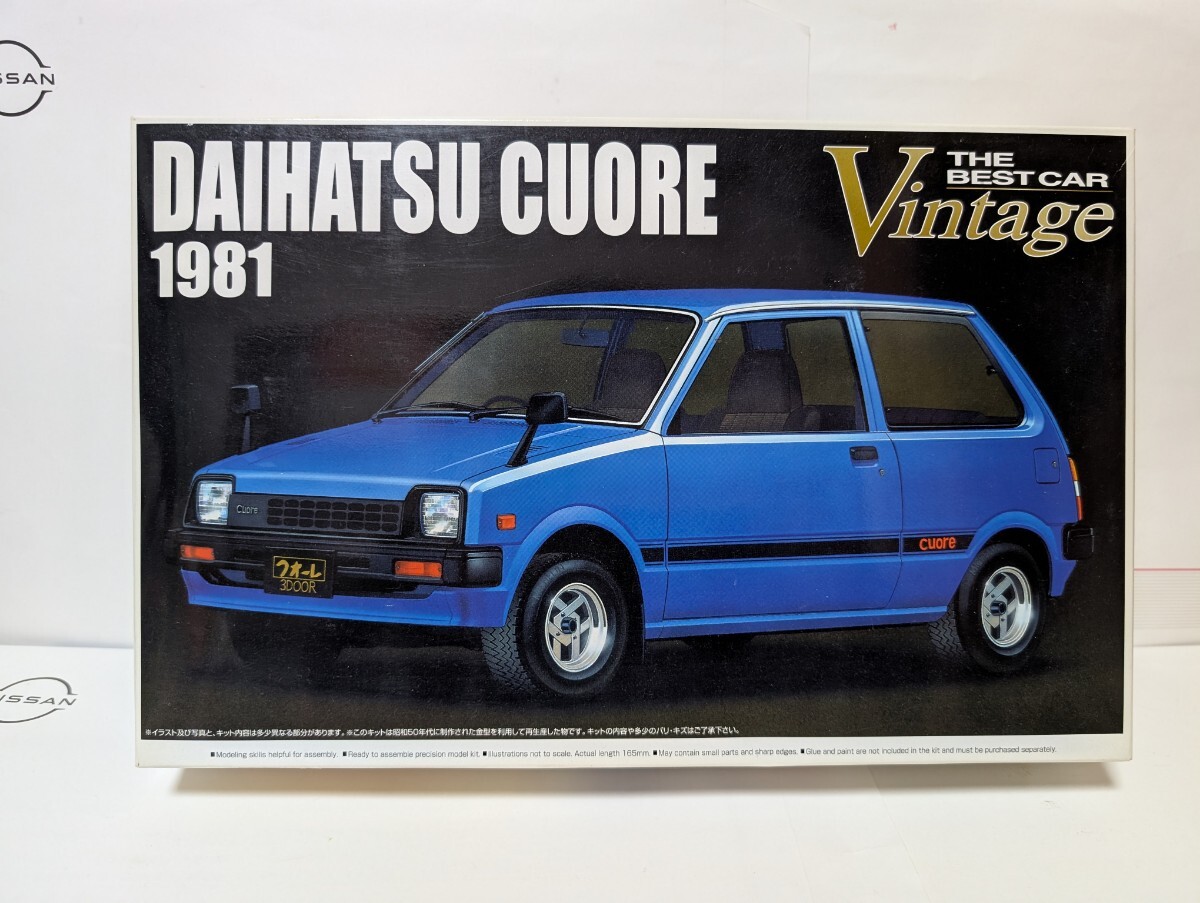 NISSAN
DAIHATSU CUORE
1981
THE
BEST CAR
Vintage
Cuore
クオーレ
3DOOR
cuore
NISSAN
※イラスト及び写真と、キット内容は多少異なる部分があります。※このキットは昭和50年代に制作された金型を利用して再生産した物です。キットの内容や多少のバリ・キズはご了承下さい。
■Modeling skills helpful for assembly. ■Ready to assemble precision model kit. ■Illustrations not to scale. Actual length 165mm. ■May contain small parts and sharp edges. ■Glue and paint are not included in the kit and must be purchased separately.